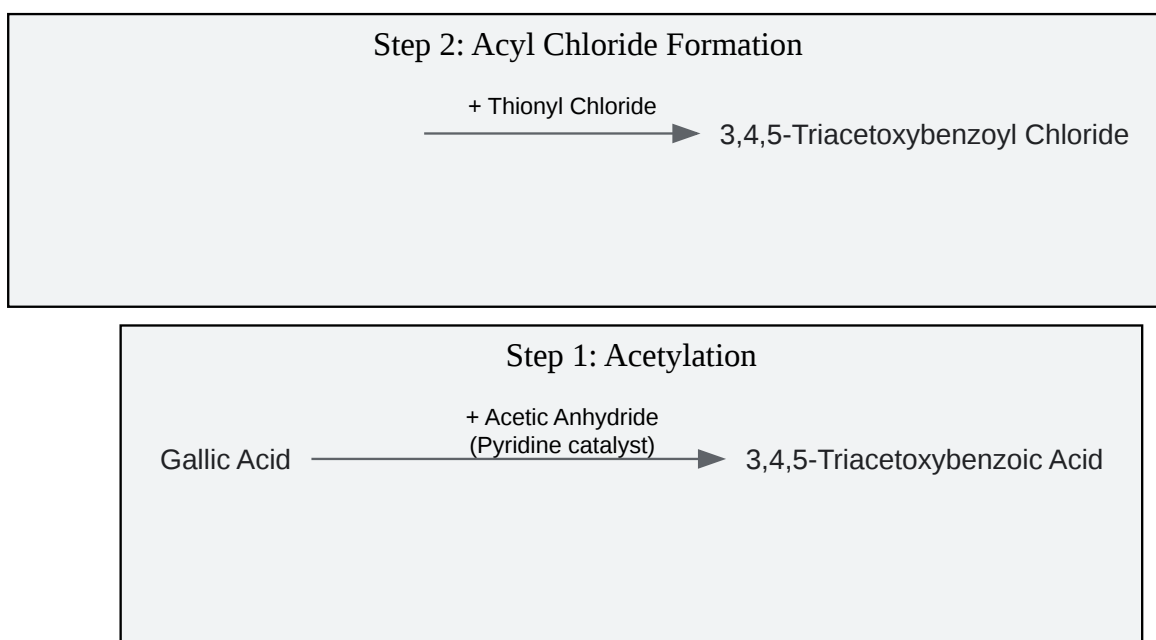 Step 2: Acyl Chloride Formation
+ Thionyl Chloride
3,4,5-Triacetoxybenzoyl Chloride
Step 1: Acetylation
+ Acetic Anhydride
(Pyridine catalyst)
Gallic Acid
3,4,5-Triacetoxybenzoic Acid